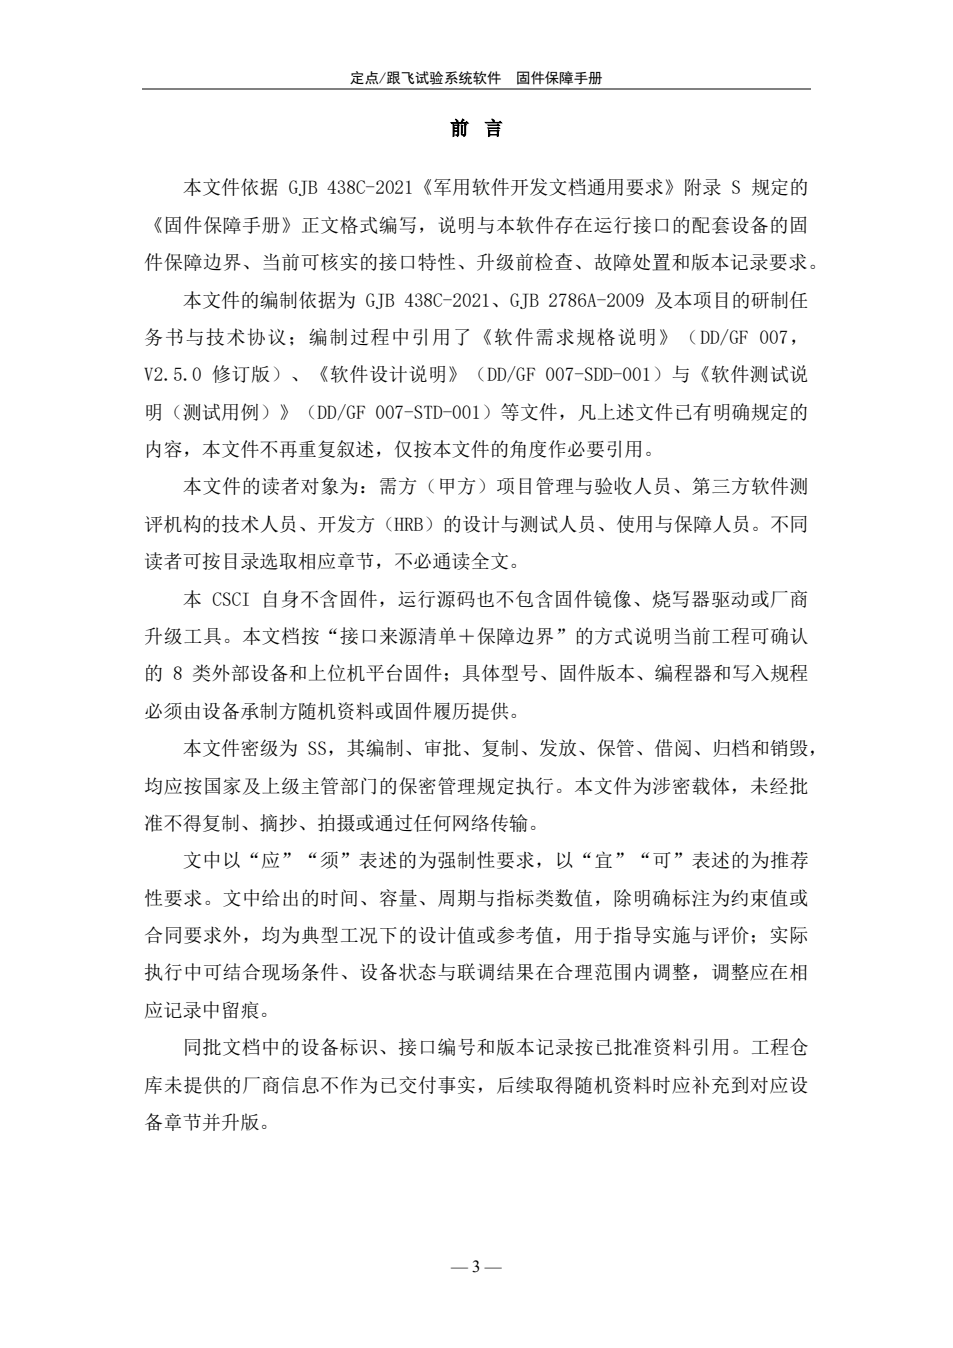 定点/跟飞试验系统软件　固件保障手册
前 言
本文件依据 GJB 438C-2021《军用软件开发文档通用要求》附录 S 规定的
《固件保障手册》正文格式编写，说明与本软件存在运行接口的配套设备的固
件保障边界、当前可核实的接口特性、升级前检查、故障处置和版本记录要求。
本文件的编制依据为 GJB 438C-2021、GJB 2786A-2009 及本项目的研制任
务书与技术协议；编制过程中引用了《软件需求规格说明》（DD/GF 007，
V2.5.0 修订版）、《软件设计说明》（DD/GF 007-SDD-001）与《软件测试说
明（测试用例）》（DD/GF 007-STD-001）等文件，凡上述文件已有明确规定的
内容，本文件不再重复叙述，仅按本文件的角度作必要引用。
本文件的读者对象为：需方（甲方）项目管理与验收人员、第三方软件测
评机构的技术人员、开发方（HRB）的设计与测试人员、使用与保障人员。不同
读者可按目录选取相应章节，不必通读全文。
本 CSCI 自身不含固件，运行源码也不包含固件镜像、烧写器驱动或厂商
升级工具。本文档按“接口来源清单＋保障边界”的方式说明当前工程可确认
的 8 类外部设备和上位机平台固件；具体型号、固件版本、编程器和写入规程
必须由设备承制方随机资料或固件履历提供。
本文件密级为 SS，其编制、审批、复制、发放、保管、借阅、归档和销毁，
均应按国家及上级主管部门的保密管理规定执行。本文件为涉密载体，未经批
准不得复制、摘抄、拍摄或通过任何网络传输。
文中以“应”“须”表述的为强制性要求，以“宜”“可”表述的为推荐
性要求。文中给出的时间、容量、周期与指标类数值，除明确标注为约束值或
合同要求外，均为典型工况下的设计值或参考值，用于指导实施与评价；实际
执行中可结合现场条件、设备状态与联调结果在合理范围内调整，调整应在相
应记录中留痕。
同批文档中的设备标识、接口编号和版本记录按已批准资料引用。工程仓
库未提供的厂商信息不作为已交付事实，后续取得随机资料时应补充到对应设
备章节并升版。
— 3 —